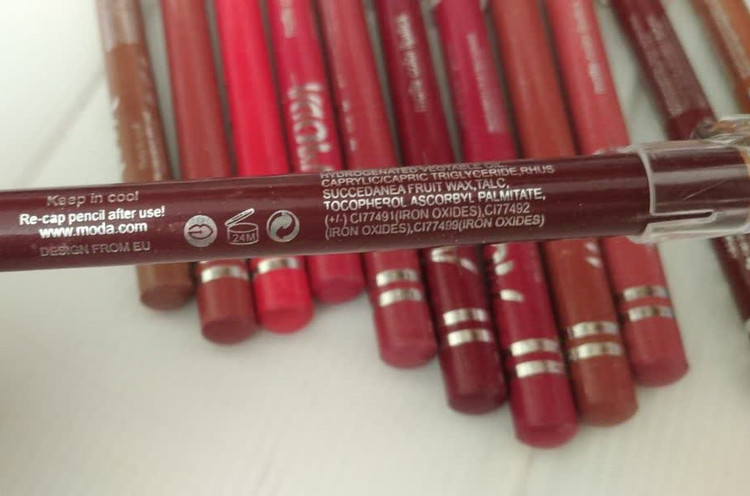 Keep in cool
Re-cap pencil after use!
www.moda.com
DESIGN FROM EU
24M
HYDROGENATED VEGTABLE OIL,
CAPRYLIC/CAPRIC TRIGLYCERIDE,RHUS
SUCCEDANEA FRUIT WAX,TALC,
TOCOPHEROL ASCORBYL PALMITATE,
(+/-) CI77491(IRON OXIDES),CI77492
(IRON OXIDES),CI77499(IRON OXIDES)